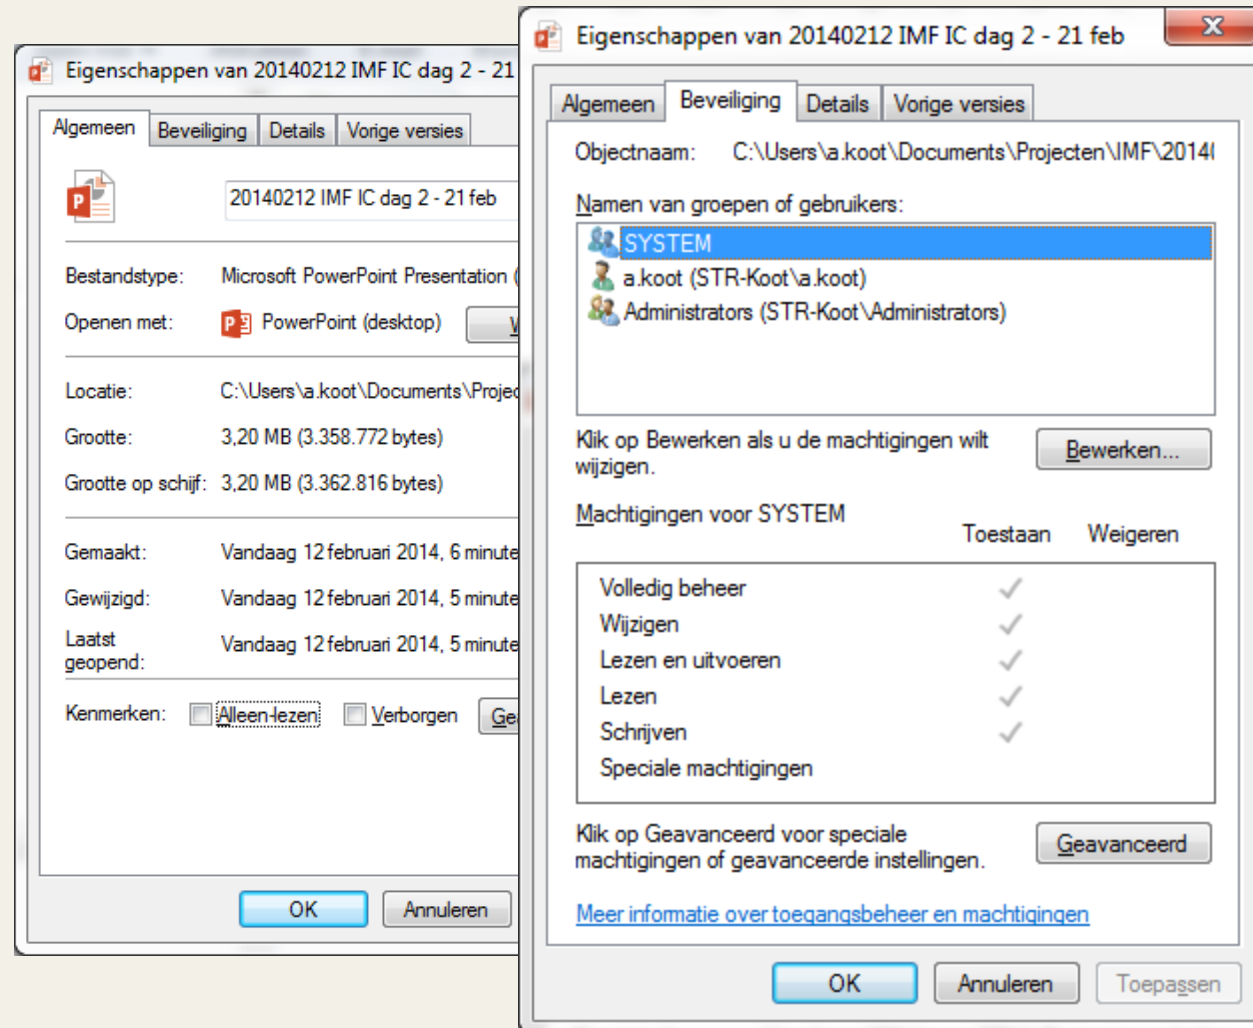 Eigenschappen van 20140212 IMF IC dag 2 - 21
Algemeen Beveiliging Details Vorige versies
20140212 IMF IC dag 2 - 21 feb
Bestandstype: Microsoft PowerPoint Presentation (
Openen met: PowerPoint (desktop)
Locatie: C:\Users\a.koot\Documents\Projec
Grootte: 3,20 MB (3.358.772 bytes)
Grootte op schijf: 3,20 MB (3.362.816 bytes)
Gemaakt: Vandaag 12 februari 2014, 6 minute
Gewijzigd: Vandaag 12 februari 2014, 5 minute
Laatst
geopend: Vandaag 12 februari 2014, 5 minute
Kenmerken: Alleen-lezen Verborgen Gea
OK Annuleren
Eigenschappen van 20140212 IMF IC dag 2 - 21 feb
Algemeen Beveiliging Details Vorige versies
Objectnaam: C:\Users\a.koot\Documents\Projecten\IMF\2014
Namen van groepen of gebruikers:
SYSTEM
a.koot (STR-Koot\a.koot)
Administrators (STR-Koot\Administrators)
Klik op Bewerken als u de machtigingen wilt
wijzigen.
Bewerken...
Machtigingen voor SYSTEM
Toestaan Weigeren
Volledig beheer
Wijzigen
Lezen en uitvoeren
Lezen
Schrijven
Speciale machtigingen
Klik op Geavanceerd voor speciale
machtigingen of geavanceerde instellingen.
Geavanceerd
Meer informatie over toegangsbeheer en machtigingen
OK Annuleren Toepassen